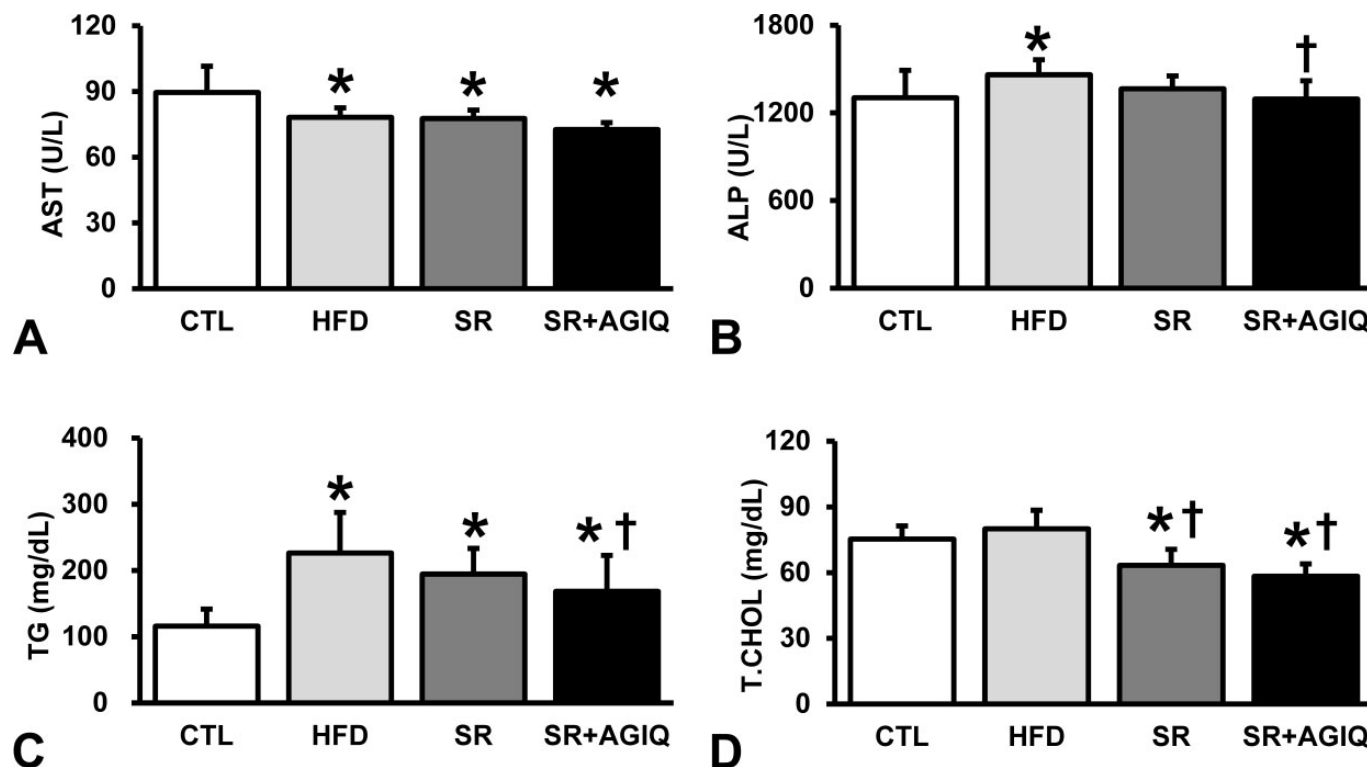 120
90
60
30
0
AST (U/L)
*
*
*
CTL HFD SR SR+AGIQ
A
1800
1200
600
0
ALP (U/L)
*
†
CTL HFD SR SR+AGIQ
B
400
300
200
100
0
TG (mg/dL)
*
*
* †
CTL HFD SR SR+AGIQ
C
120
90
60
30
0
T.CHOL (mg/dL)
*†
*†
CTL HFD SR SR+AGIQ
D